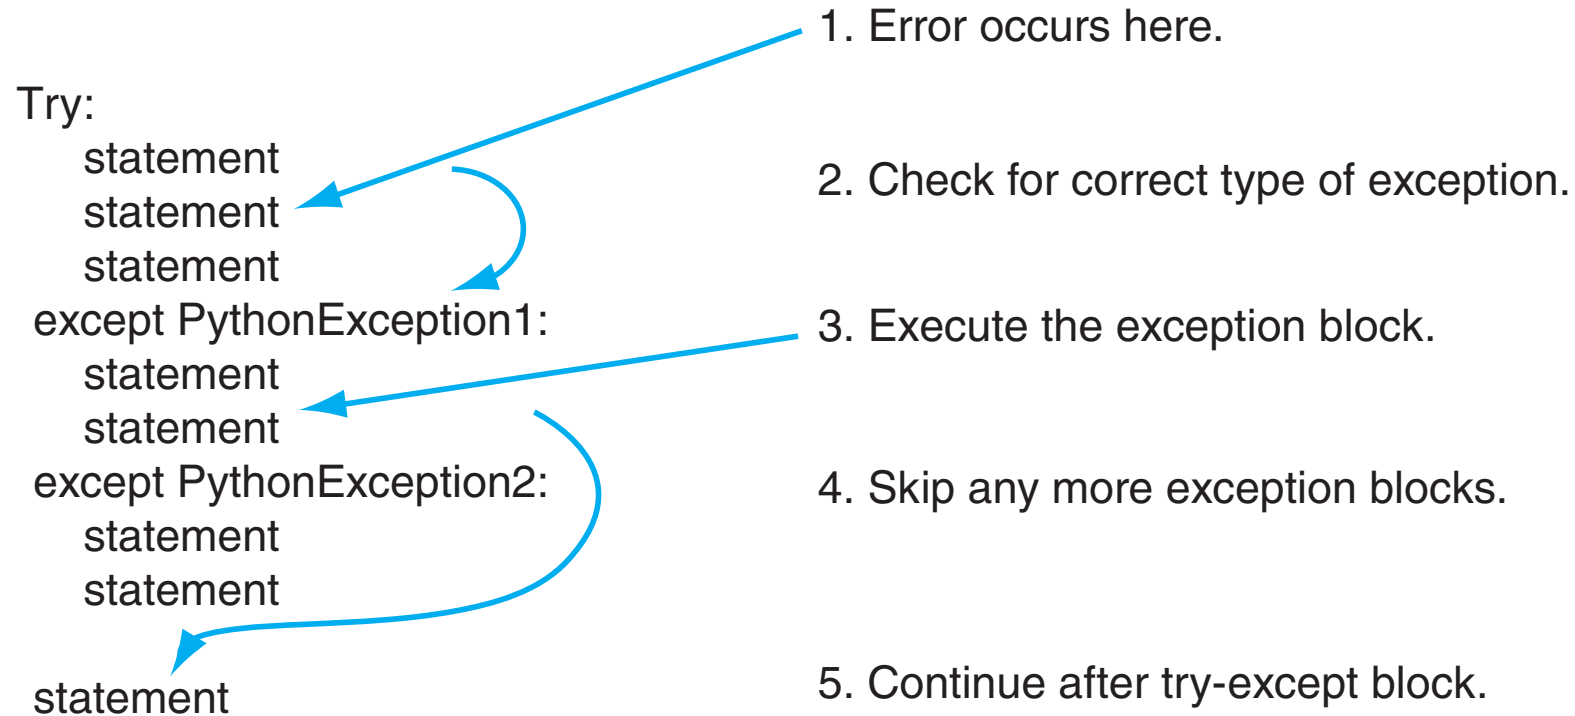 1. Error occurs here.
Try:
statement
2. Check for correct type of exception.
statement
statement
except PythonException1:
3. Execute the exception block.
statement
statement
except PythonException2:
4. Skip any more exception blocks.
statement
statement
statement
5. Continue after try-except block.